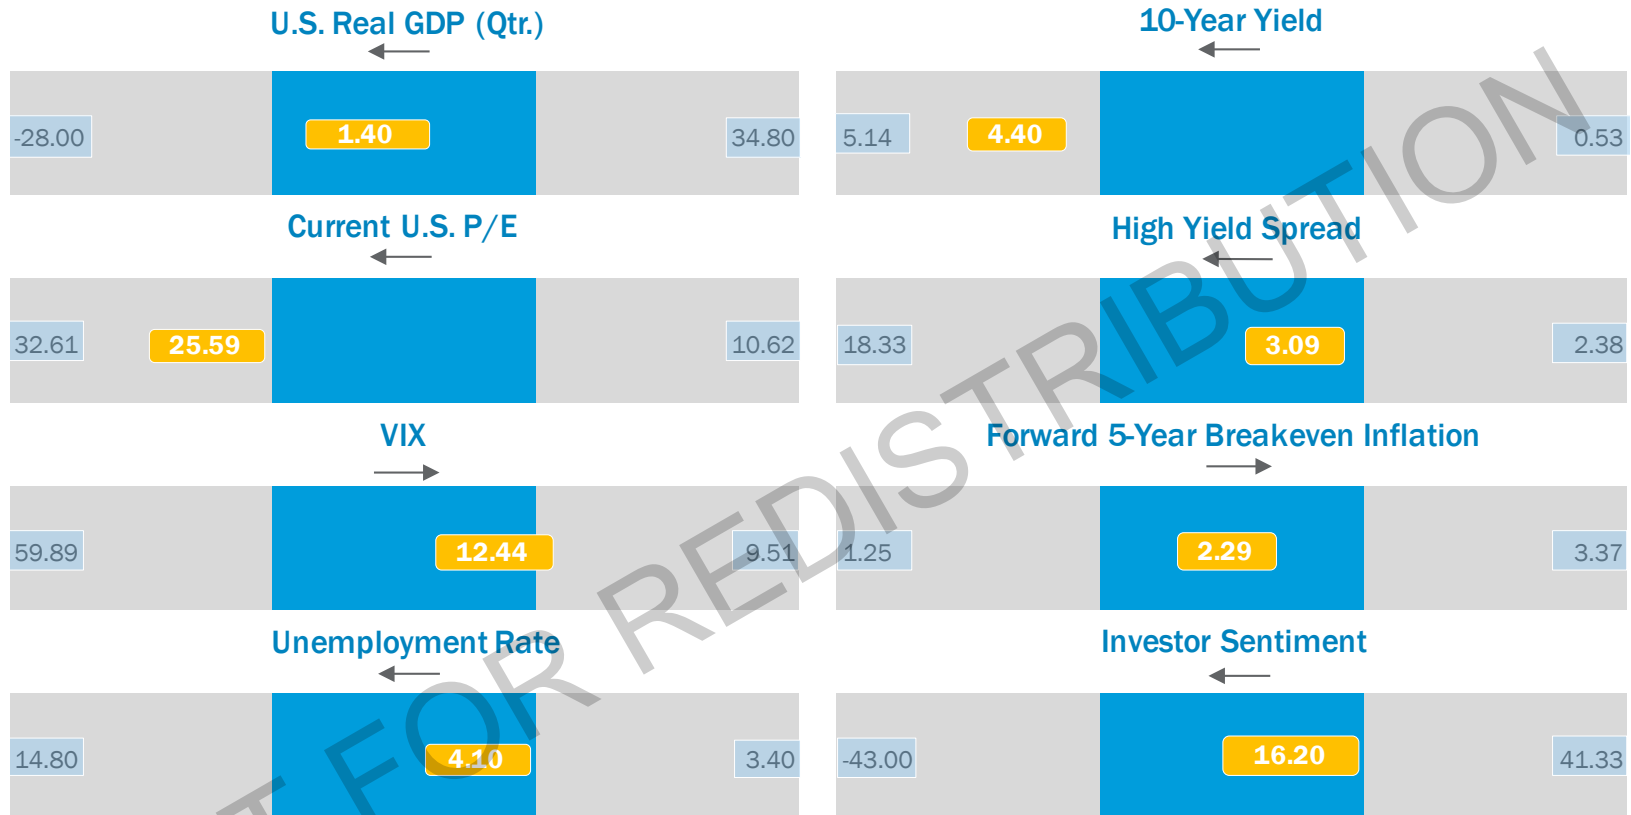 U.S. Real GDP (Qtr.)
-28.00 1.40 34.80
10-Year Yield
5.14 4.40 0.53
Current U.S. P/E
32.61 25.59 10.62
High Yield Spread
18.33 3.09 2.38
VIX
59.89 12.44 9.51
Forward 5-Year Breakeven Inflation
1.25 2.29 3.37
Unemployment Rate
14.80 4.10 3.40
Investor Sentiment
-43.00 16.20 41.33
T FOR REDISTRIBUTION